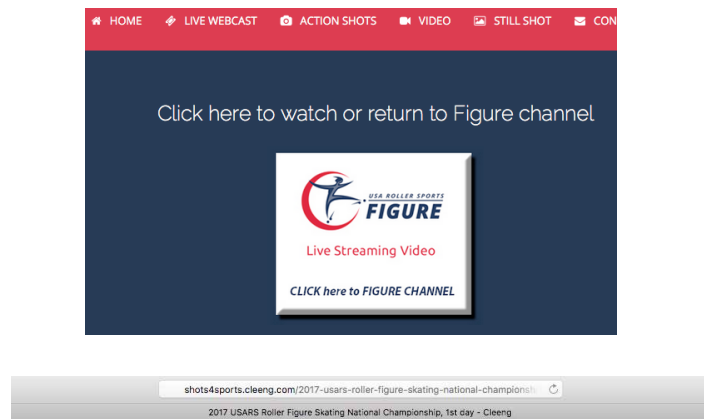 HOME LIVE WEBCAST ACTION SHOTS VIDEO STILL SHOT CON
Click here to watch or return to Figure channel
USA ROLLER SPORTS
FIGURE
Live Streaming Video
CLICK here to FIGURE CHANNEL
shots4sports.cleeng.com/2017-usars-roller-figure-skating-national-championsh
2017 USARS Roller Figure Skating National Championship, 1st day - Cleeng